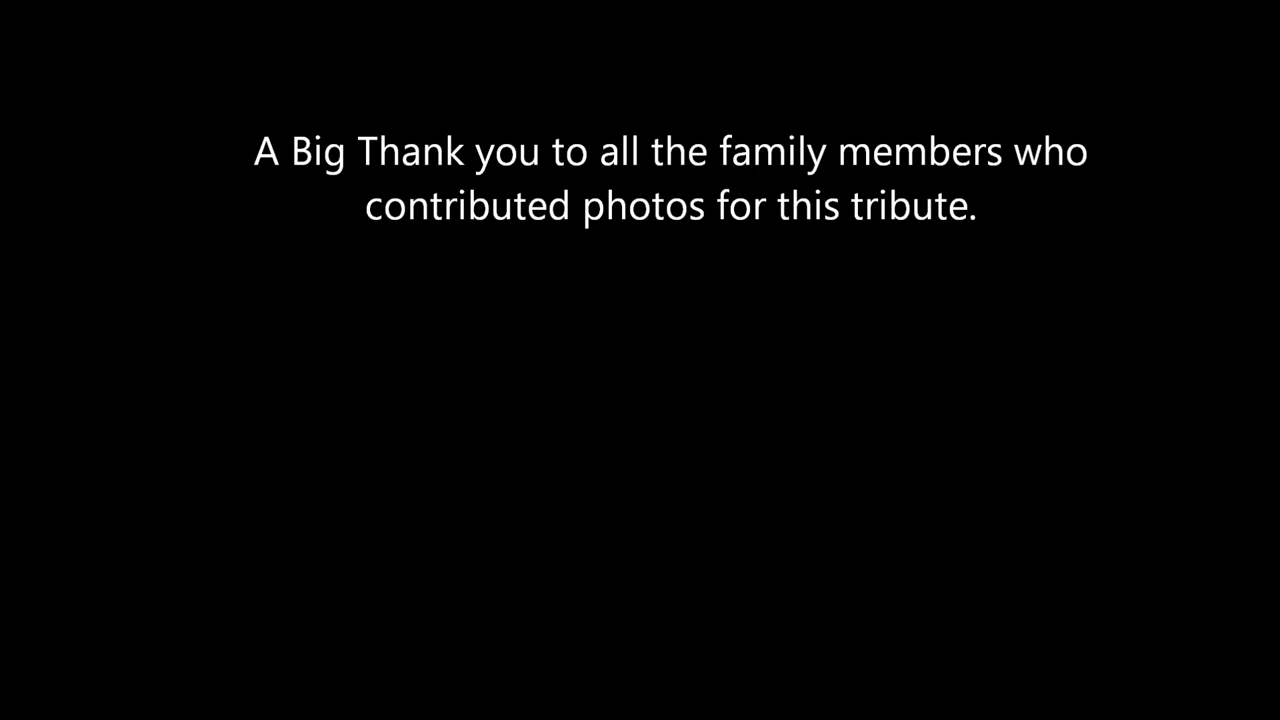 A Big Thank you to all the family members who
contributed photos for this tribute.